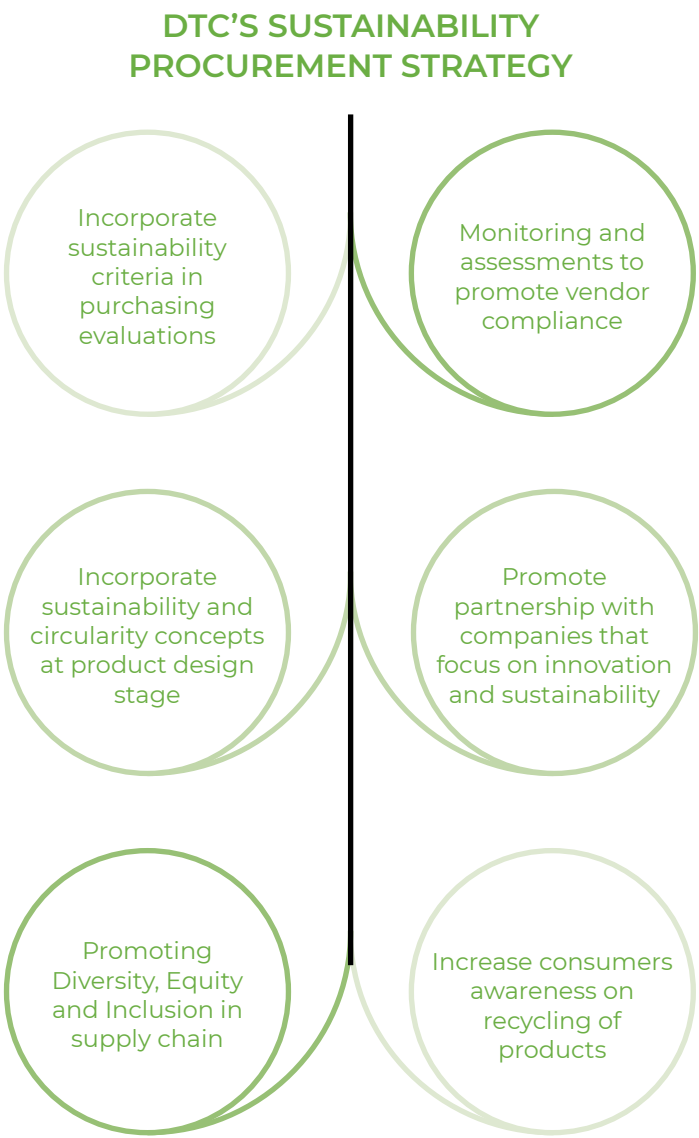 DTC’S SUSTAINABILITY
PROCUREMENT STRATEGY
Incorporate
sustainability
criteria in
purchasing
evaluations
Monitoring and
assessments to
promote vendor
compliance
Incorporate
sustainability and
circularity concepts
at product design
stage
Promote
partnership with
companies that
focus on innovation
and sustainability
Promoting
Diversity, Equity
and Inclusion in
supply chain
Increase consumers
awareness on
recycling of
products